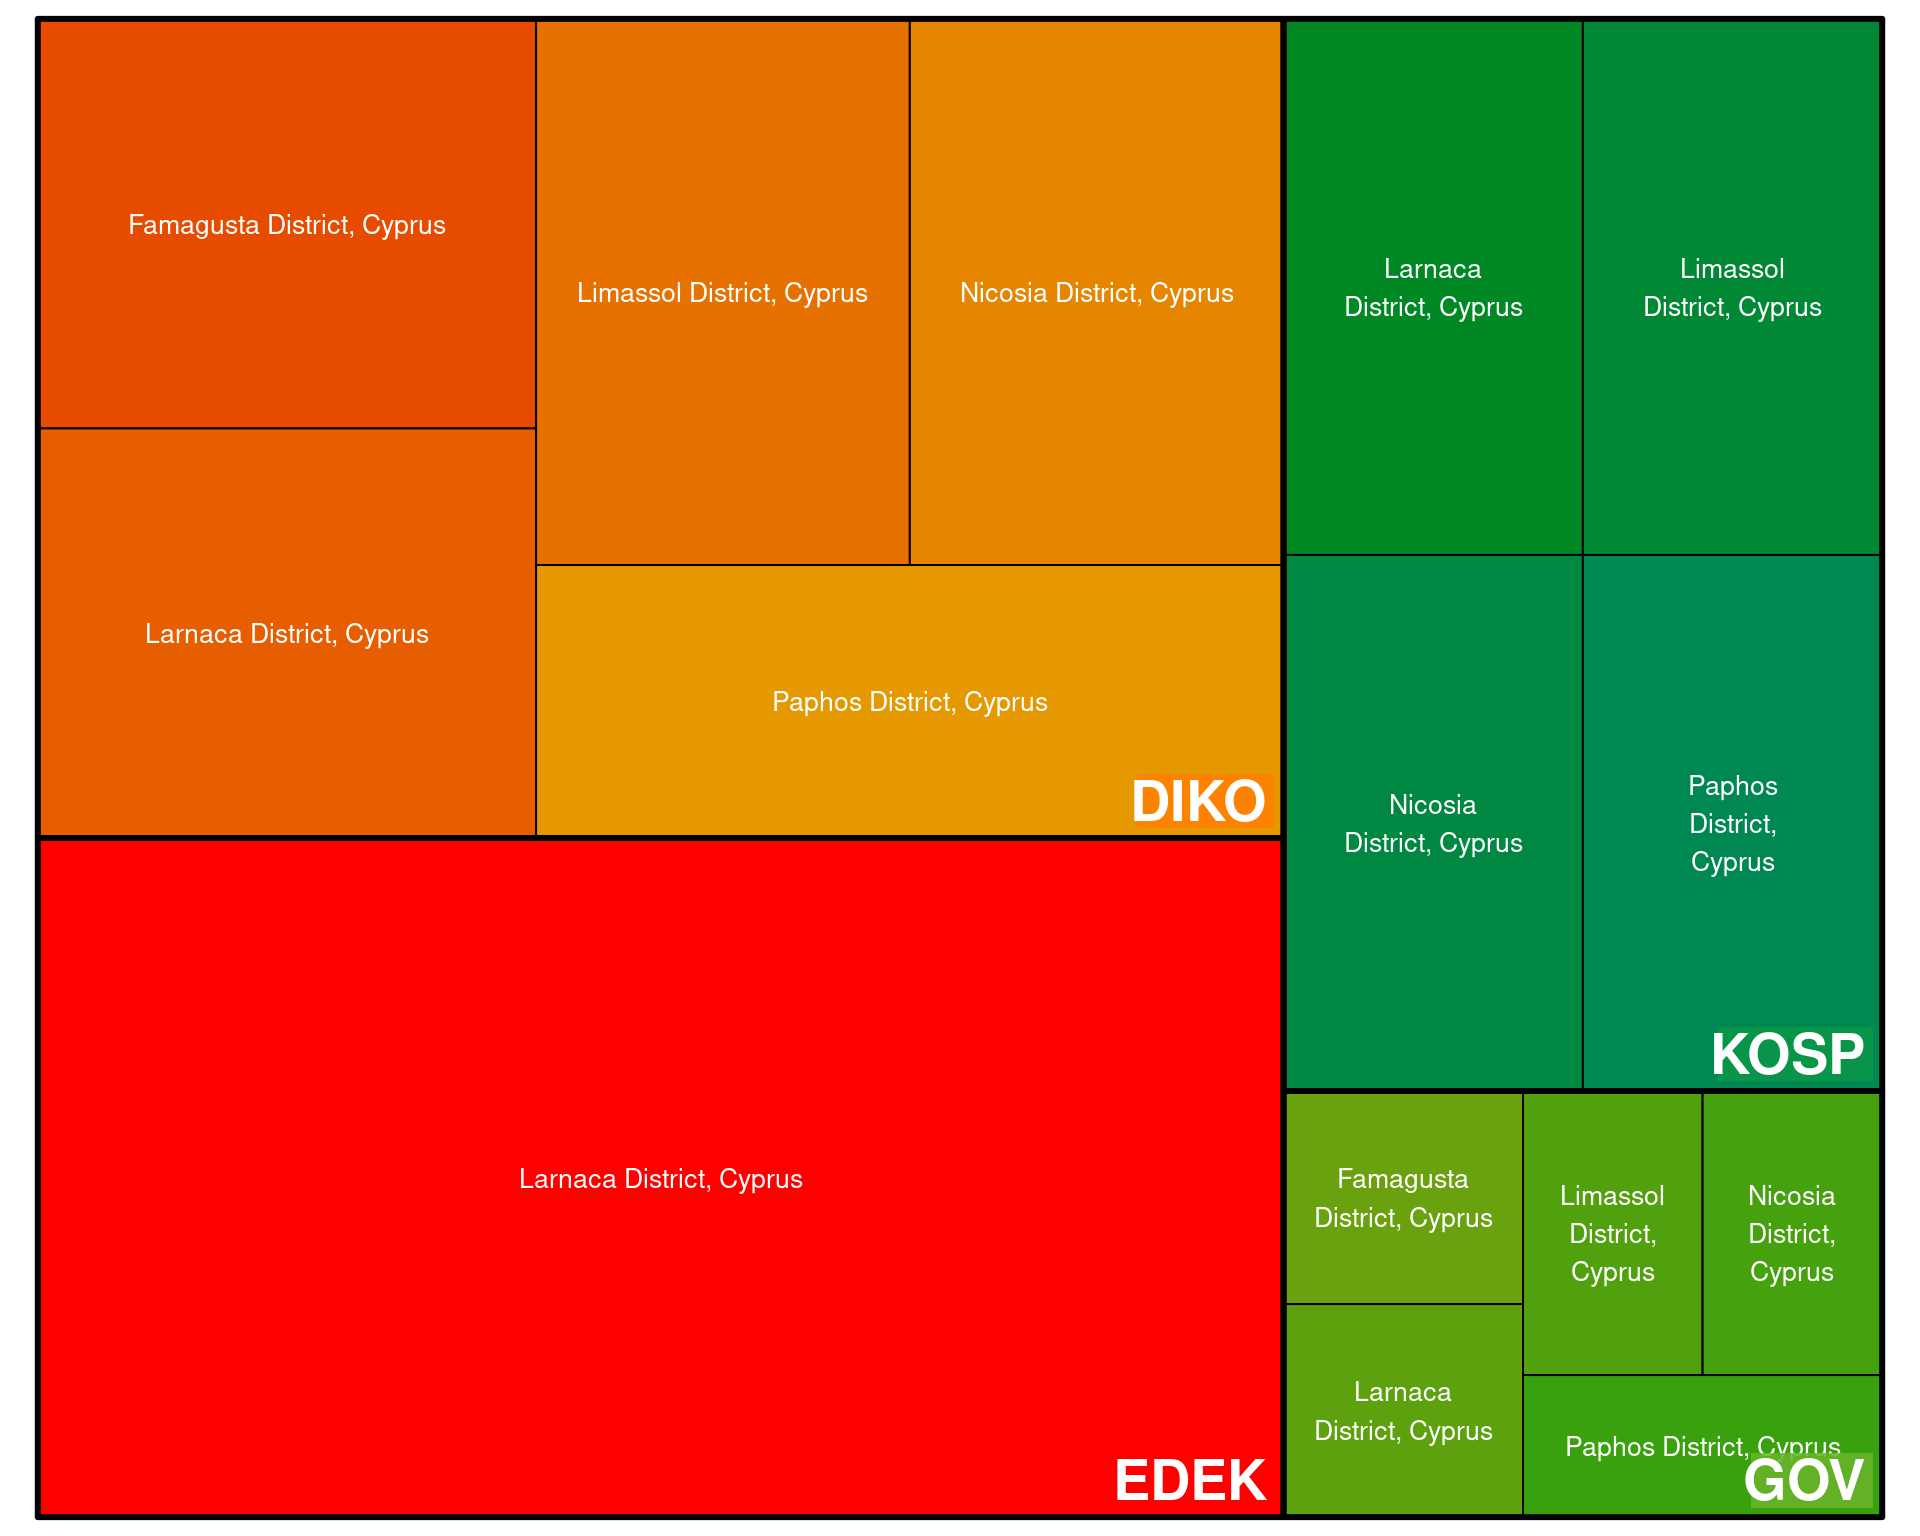 Famagusta District, Cyprus
Limassol District, Cyprus
Nicosia District, Cyprus
Larnaca District, Cyprus
Paphos District, Cyprus
DIKO
Larnaca District, Cyprus
EDEK
Larnaca
District, Cyprus
Limassol
District, Cyprus
Nicosia
District, Cyprus
Paphos
District,
Cyprus
KOSP
Famagusta
District, Cyprus
Limassol
District,
Cyprus
Nicosia
District,
Cyprus
Larnaca
District, Cyprus
Paphos District, Cyprus
GOV